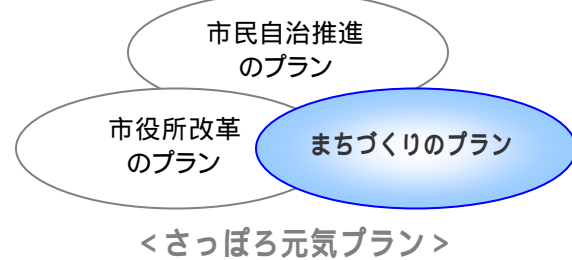 市民自治推進
のプラン
市役所改革
のプラン
まちづくりのプラン
<さっぽろ元気プラン>